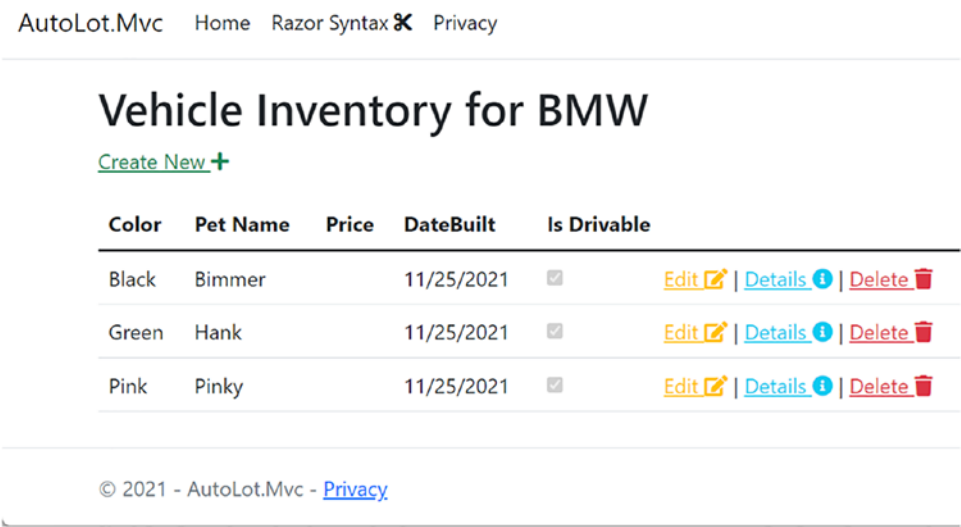 AutoLot.Mvc Home Razor Syntax Privacy
Vehicle Inventory for BMW
Create New
Color Pet Name Price DateBuilt Is Drivable
Black Bimmer 11/25/2021 Edit | Details | Delete
Green Hank 11/25/2021 Edit | Details | Delete
Pink Pinky 11/25/2021 Edit | Details | Delete
© 2021 - AutoLot.Mvc - Privacy